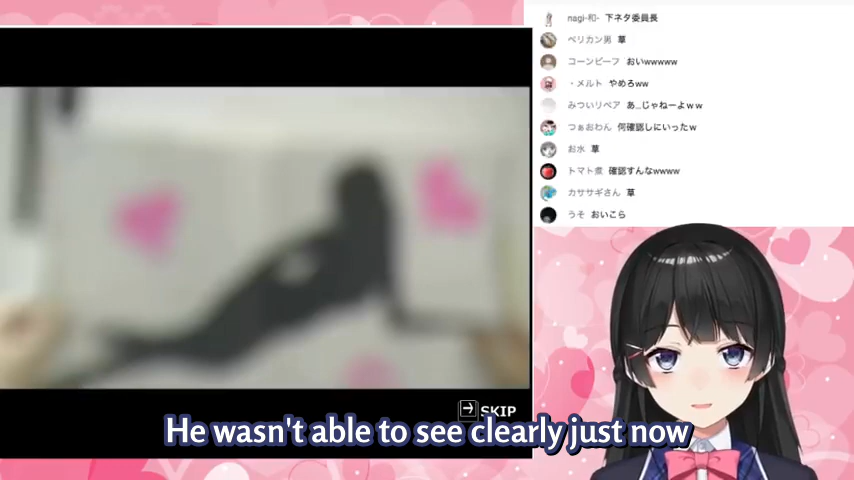 nagi-和- 下ネタ委員長
ペリカン男 草
コーンビーフ おいwwwww
・メルト やめろww
みついリペア あ…じゃねーよｗｗ
つぉおわん 何確認しにいったｗ
お水 草
トマト煮 確認すんなwwww
カササギさん 草
うそ おいこら
SKIP
He wasn't able to see clearly just now